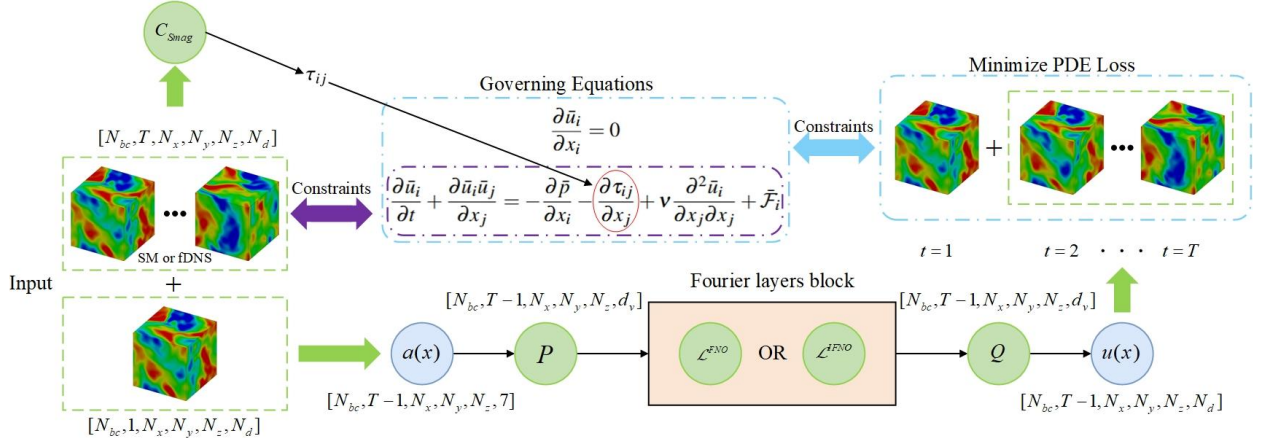 C_{Smag}
τ_{ij}
Governing Equations
Minimize PDE Loss
∂ū_i/∂x_i = 0
[N_{bc}, T, N_x, N_y, N_z, N_d]
Constraints
Constraints
∂ū_i/∂t + ∂ū_iū_j/∂x_j = −∂p̄/∂x_i − ∂τ_{ij}/∂x_j + ν ∂²ū_i/∂x_j∂x_j + \bar{ℱ}_i
+
SM or fDNS
t = 1
t = 2 · · · t = T
Input
+
Fourier layers block
[N_{bc}, T−1, N_x, N_y, N_z, d_v]
[N_{bc}, T−1, N_x, N_y, N_z, d_v]
a(x)
P
ℒ^{FNO}
OR
ℒ^{IFNO}
Q
u(x)
[N_{bc}, 1, N_x, N_y, N_z, N_d]
[N_{bc}, T−1, N_x, N_y, N_z, 7]
[N_{bc}, T−1, N_x, N_y, N_z, N_d]